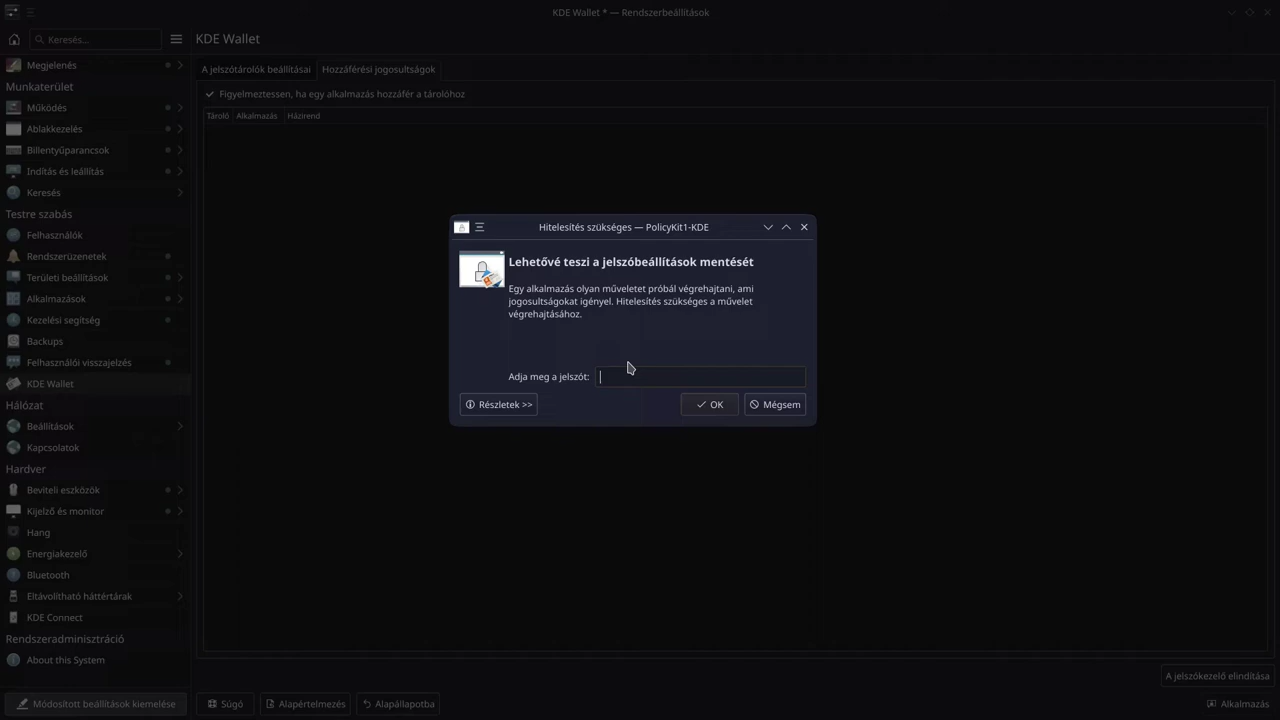 KDE Wallet * — Rendszerbeállítások
Keresés...
KDE Wallet
Megjelenés
Munkaterület
Működés
Ablakkezelés
Billentyűparancsok
Indítás és leállítás
Keresés
Testre szabás
Felhasználók
Rendszerüzenetek
Területi beállítások
Alkalmazások
Kezelési segítség
Backups
Felhasználói visszajelzés
KDE Wallet
Hálózat
Beállítások
Kapcsolatok
Hardver
Beviteli eszközök
Kijelző és monitor
Hang
Energiakezelő
Bluetooth
Eltávolítható háttértárak
KDE Connect
Rendszeradminisztráció
About this System
Módosított beállítások kiemelése
A jelszótárolók beállításai
Hozzáférési jogosultságok
Figyelmeztessen, ha egy alkalmazás hozzáfér a tárolóhoz
Tároló Alkalmazás Házirend
Hitelesítés szükséges — PolicyKit1-KDE
Lehetővé teszi a jelszóbeállítások mentését
Egy alkalmazás olyan műveletet próbál végrehajtani, ami
jogosultságokat igényel. Hitelesítés szükséges a művelet
végrehajtásához.
Adja meg a jelszót:
Részletek >>
OK
Mégsem
A jelszókezelő elindítása
Súgó
Alapértelmezés
Alapállapotba
Alkalmazás